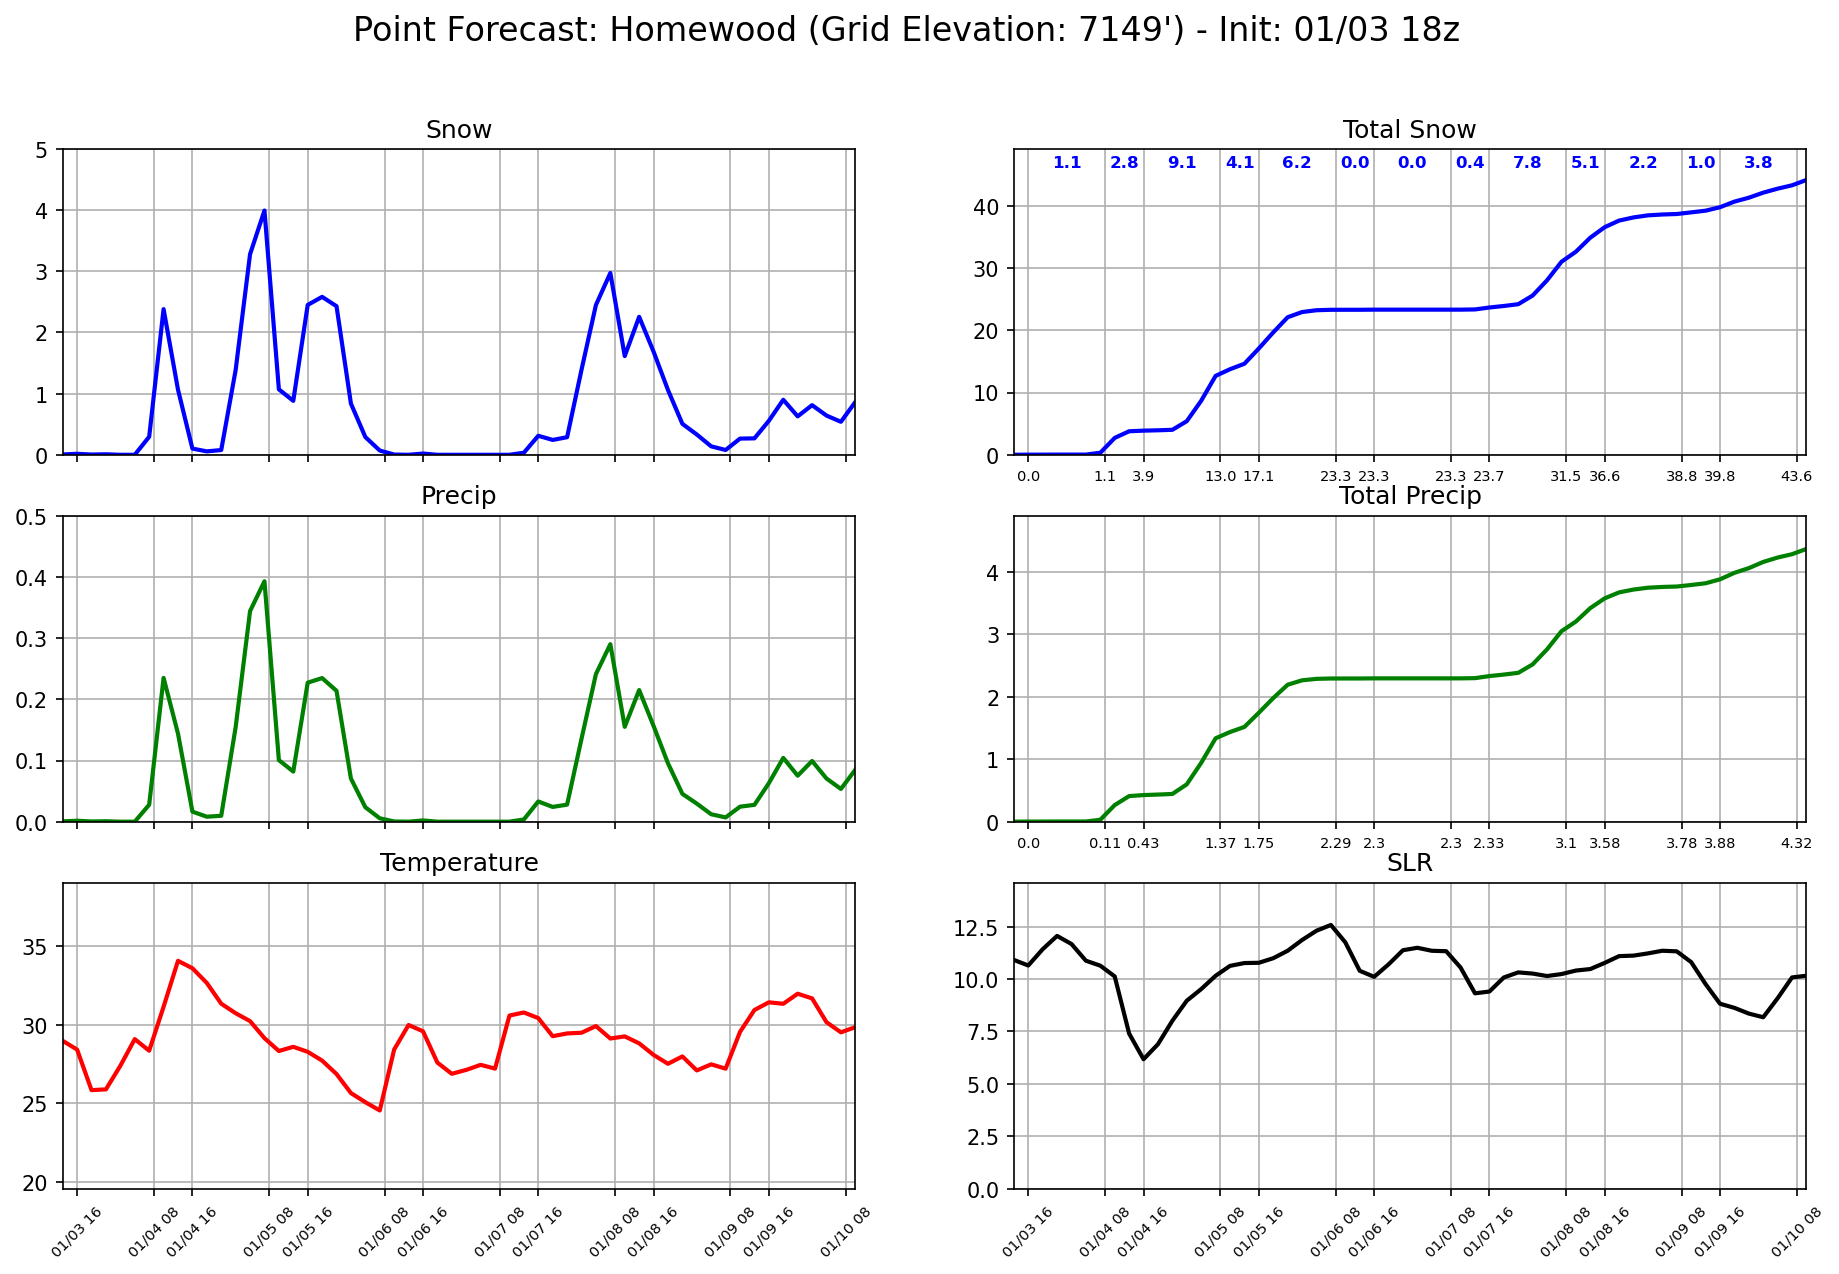 Point Forecast: Homewood (Grid Elevation: 7149') - Init: 01/03 18z
Snow
5
4
3
2
1
0
Total Snow
1.1 2.8 9.1 4.1 6.2 0.0 0.0 0.4 7.8 5.1 2.2 1.0 3.8
40
30
20
10
0
0.0 1.1 3.9 13.0 17.1 23.3 23.3 23.3 23.7 31.5 36.6 38.8 39.8 43.6
Precip
0.5
0.4
0.3
0.2
0.1
0.0
Total Precip
4
3
2
1
0
0.0 0.11 0.43 1.37 1.75 2.29 2.3 2.3 2.33 3.1 3.58 3.78 3.88 4.32
Temperature
35
30
25
20
01/03 16 01/04 08 01/04 16 01/05 08 01/05 16 01/06 08 01/06 16 01/07 08 01/07 16 01/08 08 01/08 16 01/09 08 01/09 16 01/10 08
SLR
12.5
10.0
7.5
5.0
2.5
0.0
01/03 16 01/04 08 01/04 16 01/05 08 01/05 16 01/06 08 01/06 16 01/07 08 01/07 16 01/08 08 01/08 16 01/09 08 01/09 16 01/10 08